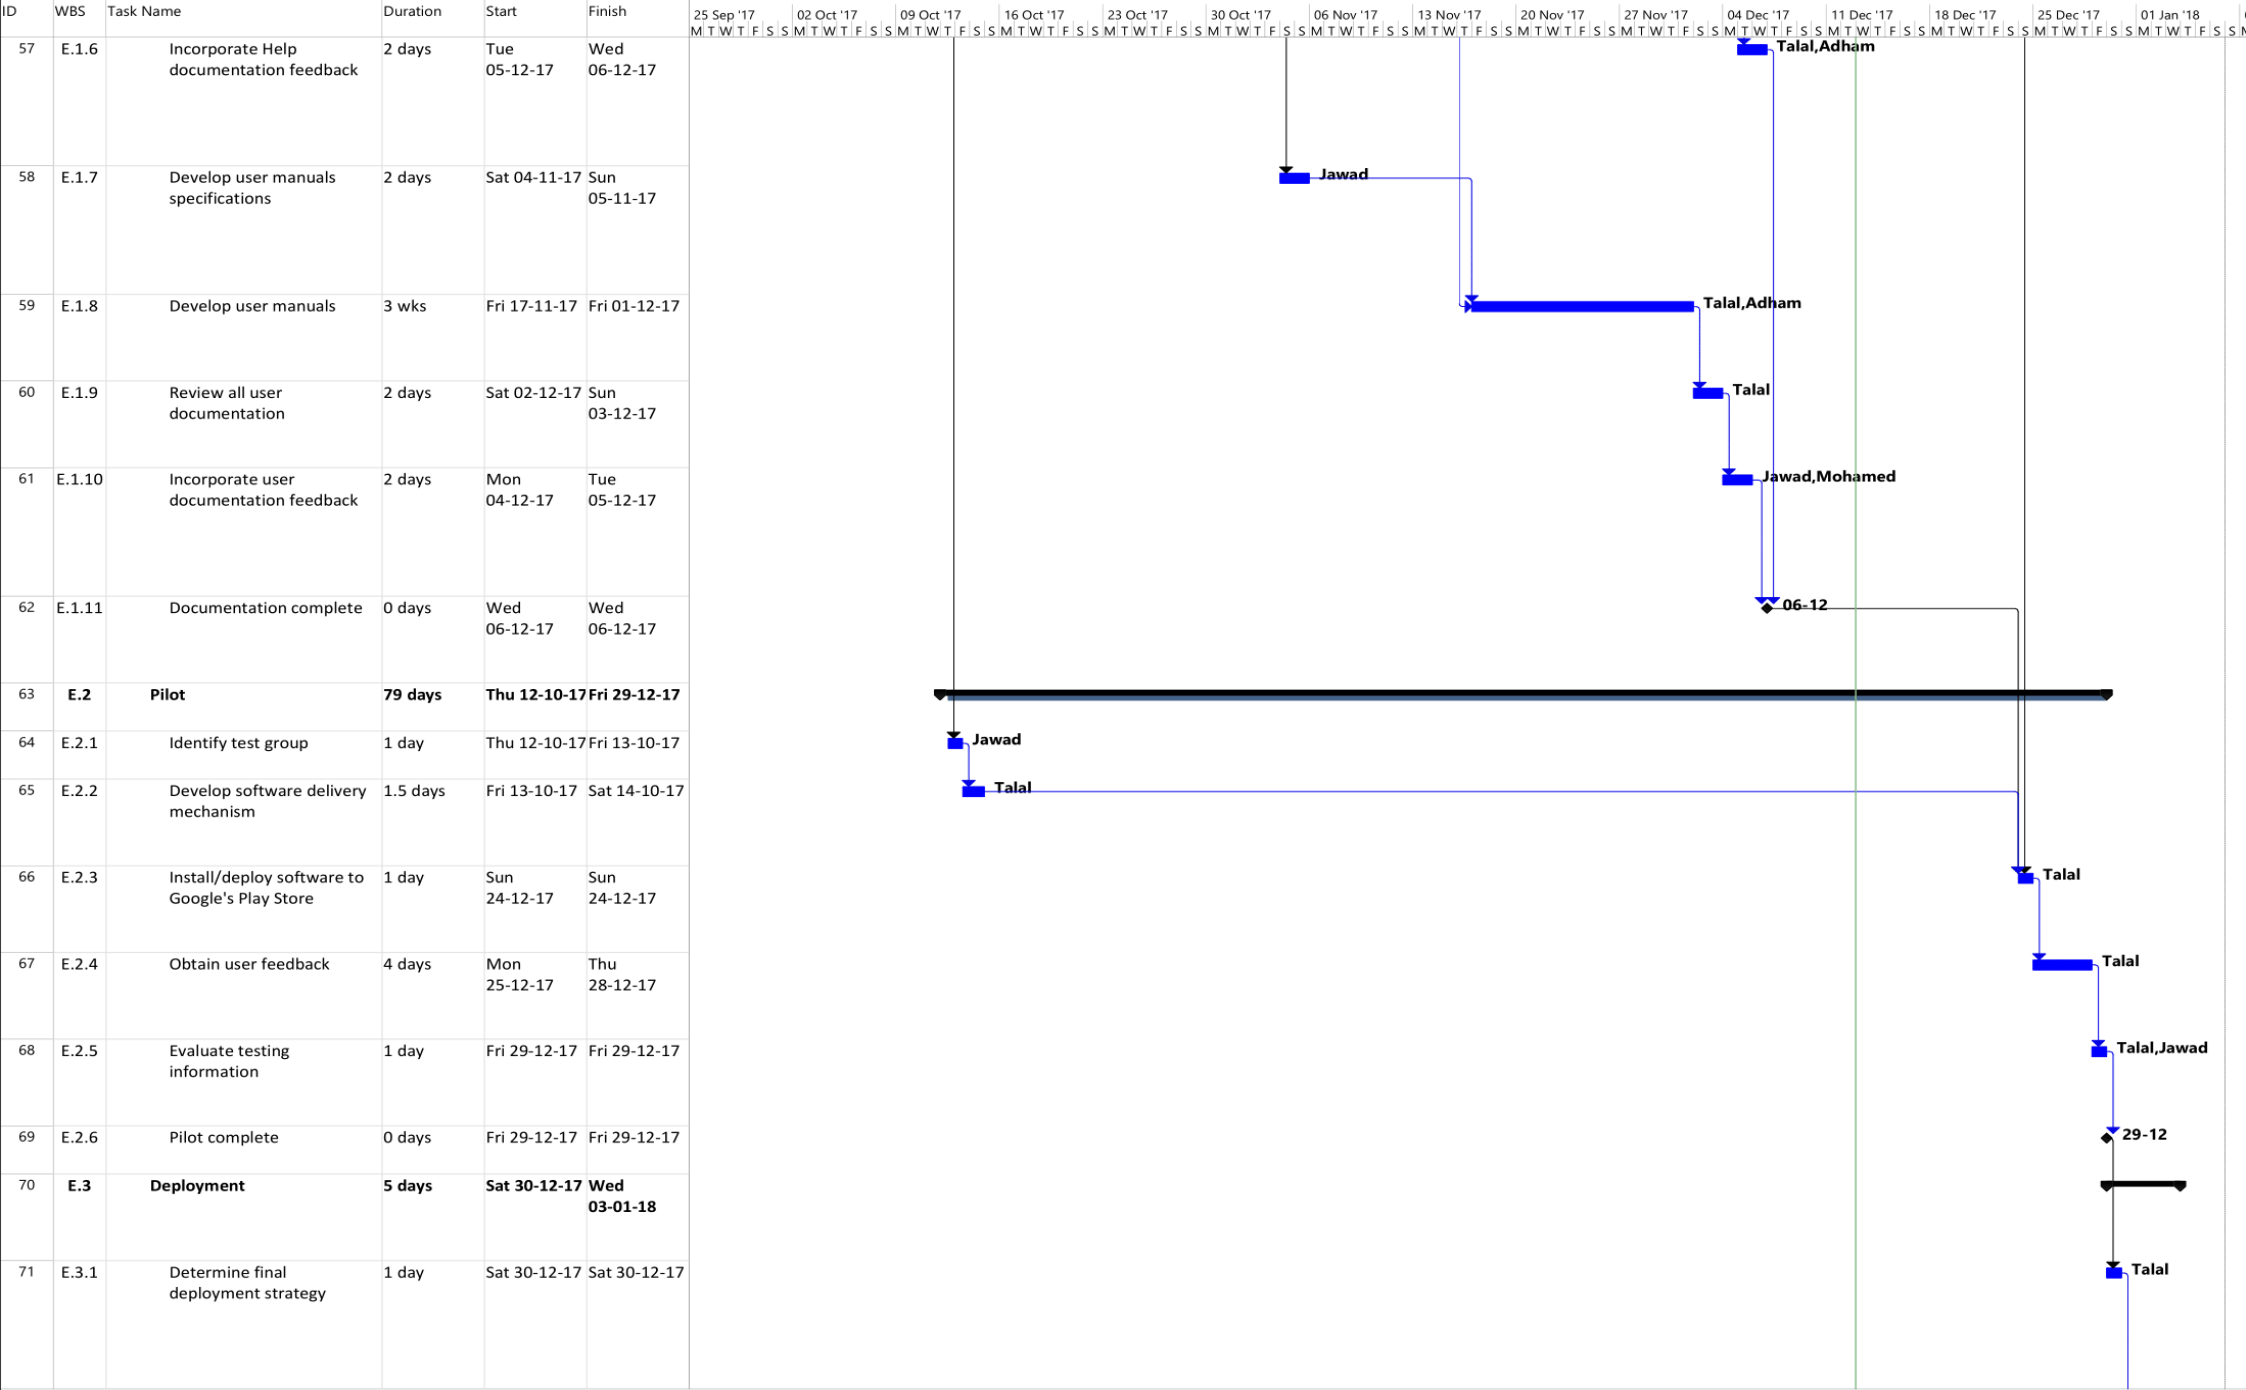 ID WBS Task Name Duration Start Finish 25 Sep '17 02 Oct '17 09 Oct '17 16 Oct '17 23 Oct '17 30 Oct '17 06 Nov '17 13 Nov '17 20 Nov '17 27 Nov '17 04 Dec '17 11 Dec '17 18 Dec '17 25 Dec '17 01 Jan '18
M T W T F S S M T W T F S S M T W T F S S M T W T F S S M T W T F S S M T W T F S S M T W T F S S M T W T F S S M T W T F S S M T W T F S S M T W T F S S M T W T F S S M T W T F S S M T W T F S S M T W T F S S
57 E.1.6 Incorporate Help 2 days Tue Wed Talal,Adham
documentation feedback 05-12-17 06-12-17
58 E.1.7 Develop user manuals 2 days Sat 04-11-17 Sun Jawad
specifications 05-11-17
59 E.1.8 Develop user manuals 3 wks Fri 17-11-17 Fri 01-12-17 Talal,Adham
60 E.1.9 Review all user 2 days Sat 02-12-17 Sun Talal
documentation 03-12-17
61 E.1.10 Incorporate user 2 days Mon Tue Jawad,Mohamed
documentation feedback 04-12-17 05-12-17
62 E.1.11 Documentation complete 0 days Wed Wed 06-12
06-12-17 06-12-17
63 E.2 Pilot 79 days Thu 12-10-17 Fri 29-12-17
64 E.2.1 Identify test group 1 day Thu 12-10-17 Fri 13-10-17 Jawad
65 E.2.2 Develop software delivery 1.5 days Fri 13-10-17 Sat 14-10-17 Talal
mechanism
66 E.2.3 Install/deploy software to 1 day Sun Sun Talal
Google's Play Store 24-12-17 24-12-17
67 E.2.4 Obtain user feedback 4 days Mon Thu Talal
25-12-17 28-12-17
68 E.2.5 Evaluate testing 1 day Fri 29-12-17 Fri 29-12-17 Talal,Jawad
information
69 E.2.6 Pilot complete 0 days Fri 29-12-17 Fri 29-12-17 29-12
70 E.3 Deployment 5 days Sat 30-12-17 Wed
03-01-18
71 E.3.1 Determine final 1 day Sat 30-12-17 Sat 30-12-17 Talal
deployment strategy